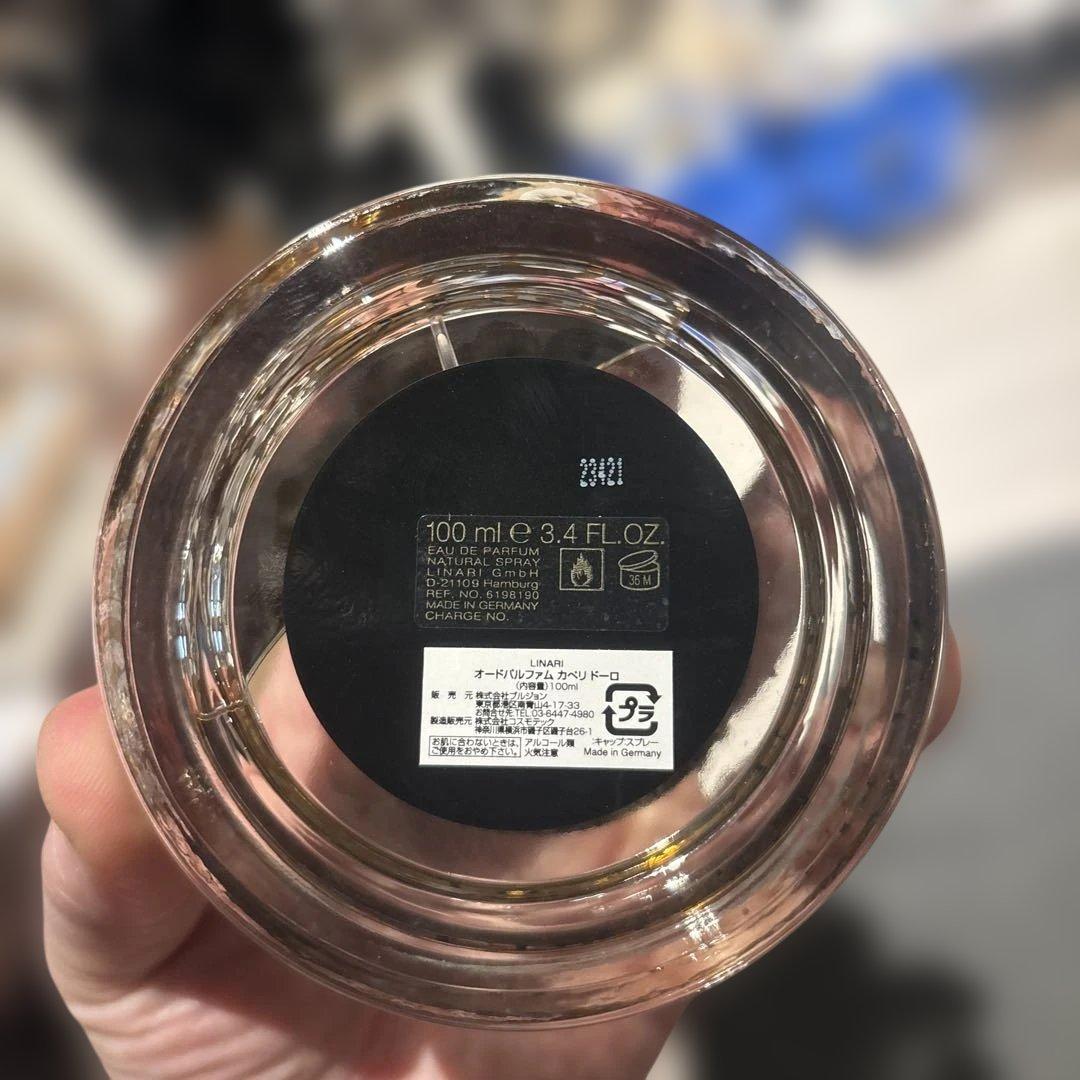 23421
100 ml ℮ 3.4 FL.OZ.
EAU DE PARFUM
NATURAL SPRAY
LINARI GmbH
D-21109 Hamburg
REF. NO. 6198190
MADE IN GERMANY
CHARGE NO.
36 M
LINARI
オードパルファム カペリドーロ
(内容量)100ml
販 売 元 株式会社ブルジョン
東京都港区南青山4-17-33
お問合せ先TEL03-6447-4980
製造販売元 株式会社コスモテック
神奈川県横浜市磯子区磯子台26-1
お肌に合わないときは、
ご使用をおやめ下さい。
アルコール類
火気注意
プラ
:キャップ:スプレー
Made in Germany